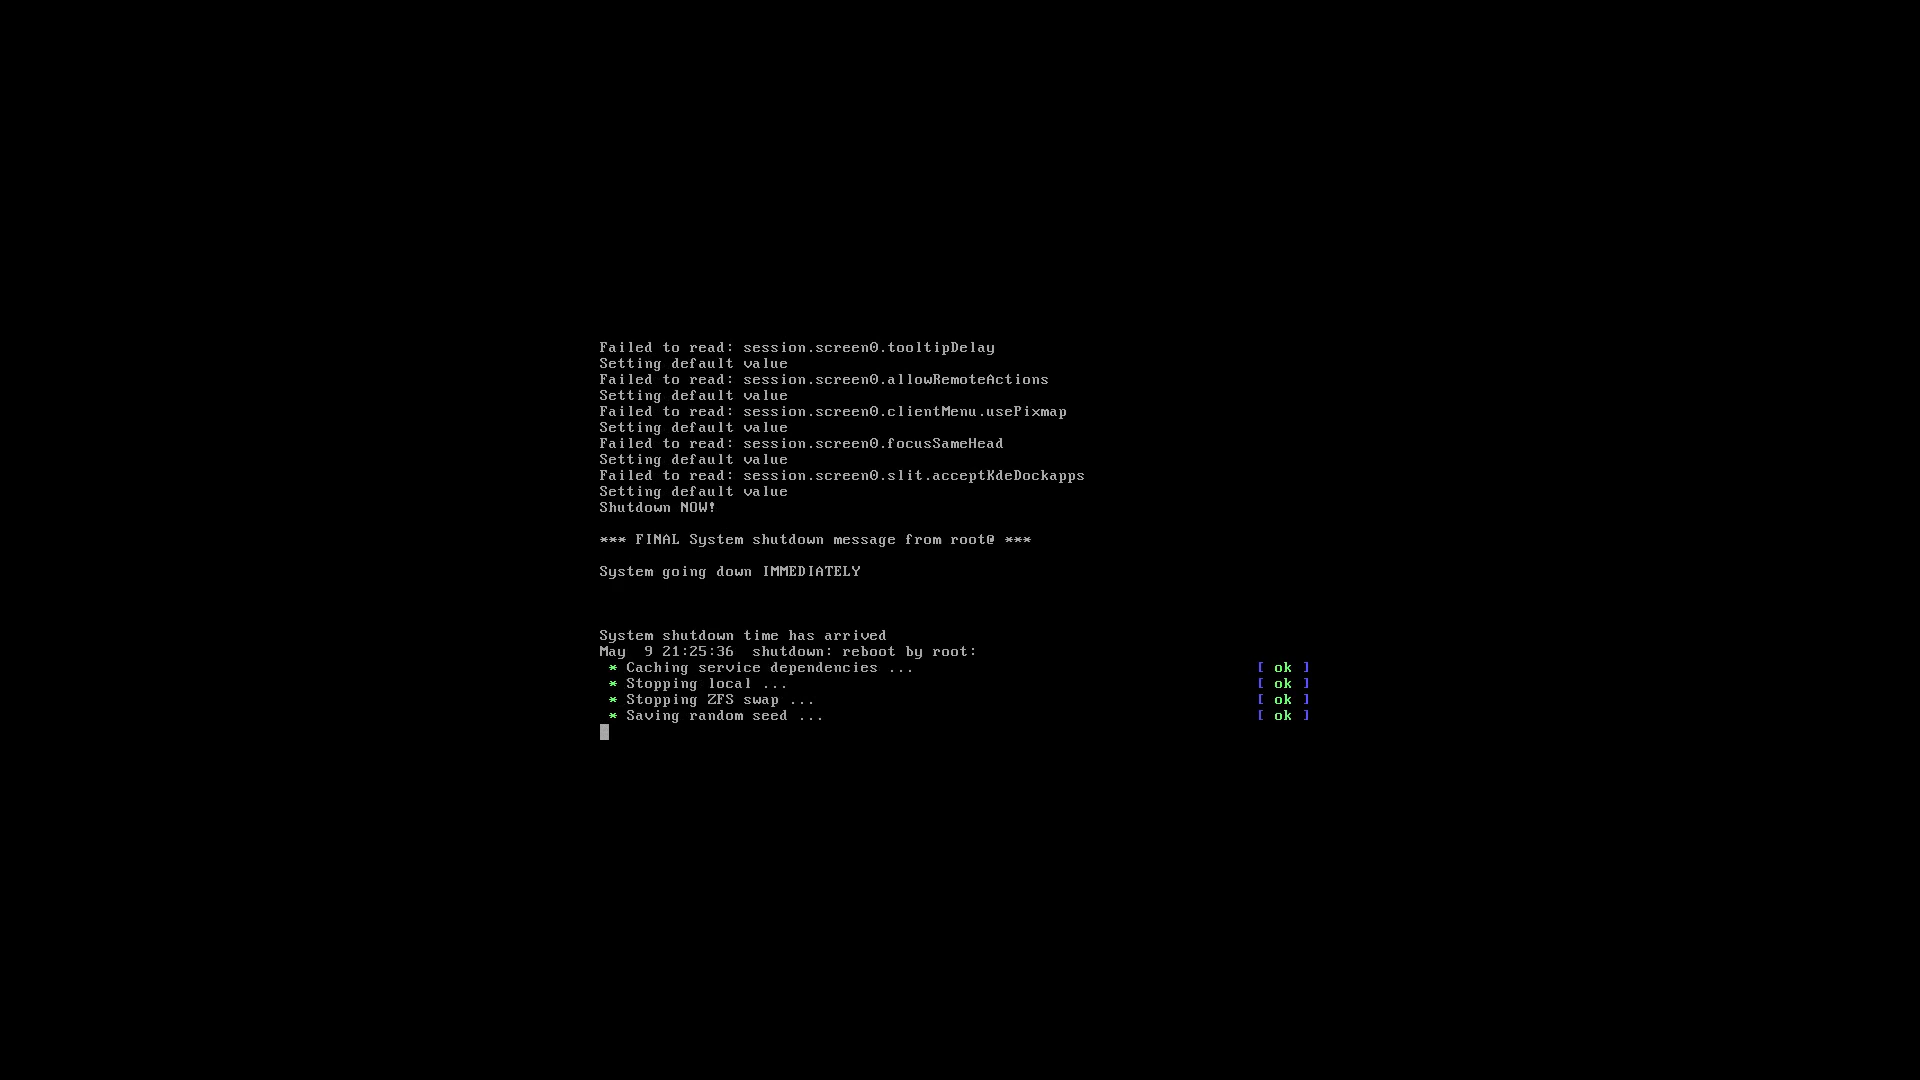 Failed to read: session.screen0.tooltipDelay
Setting default value
Failed to read: session.screen0.allowRemoteActions
Setting default value
Failed to read: session.screen0.clientMenu.usePixmap
Setting default value
Failed to read: session.screen0.focusSameHead
Setting default value
Failed to read: session.screen0.slit.acceptKdeDockapps
Setting default value
Shutdown NOW!
*** FINAL System shutdown message from root@ ***
System going down IMMEDIATELY
System shutdown time has arrived
May  9 21:25:36  shutdown: reboot by root:
* Caching service dependencies ... [ ok ]
* Stopping local ... [ ok ]
* Stopping ZFS swap ... [ ok ]
* Saving random seed ... [ ok ]